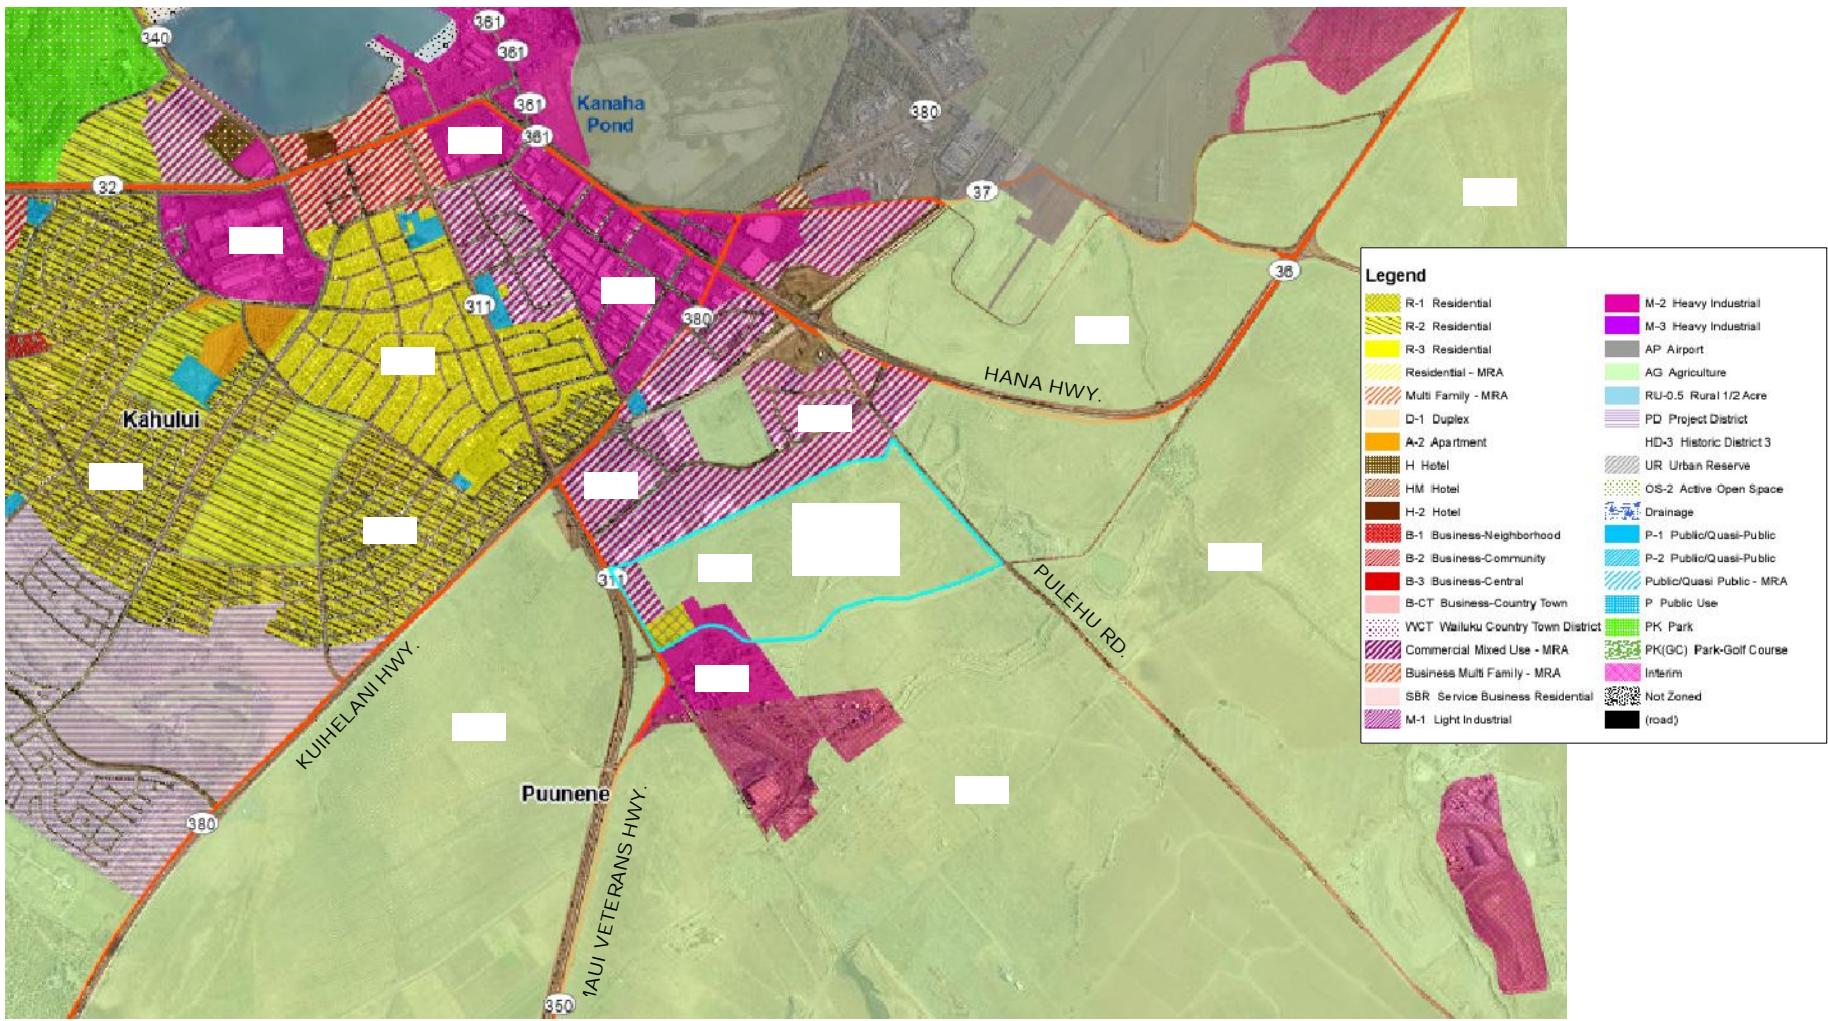 361
340
361
361
Kanaha
Pond
380
361
32
37
36
311
380
HANA HWY.
Kahului
311
PULEHU RD.
KUIHELANI HWY.
Puunene
380
MAUI VETERANS HWY.
350
Legend
R-1 Residential
R-2 Residential
R-3 Residential
Residential - MRA
Multi Family - MRA
D-1 Duplex
A-2 Apartment
H Hotel
HM Hotel
H-2 Hotel
B-1 Business-Neighborhood
B-2 Business-Community
B-3 Business-Central
B-CT Business-Country Town
WCT Wailuku Country Town District
Commercial Mixed Use - MRA
Business Multi Family - MRA
SBR Service Business Residential
M-1 Light Industrial
M-2 Heavy Industrial
M-3 Heavy Industrial
AP Airport
AG Agriculture
RU-0.5 Rural 1/2 Acre
PD Project District
HD-3 Historic District 3
UR Urban Reserve
OS-2 Active Open Space
Drainage
P-1 Public/Quasi-Public
P-2 Public/Quasi-Public
Public/Quasi Public - MRA
P Public Use
PK Park
PK(GC) Park-Golf Course
Interim
Not Zoned
(road)